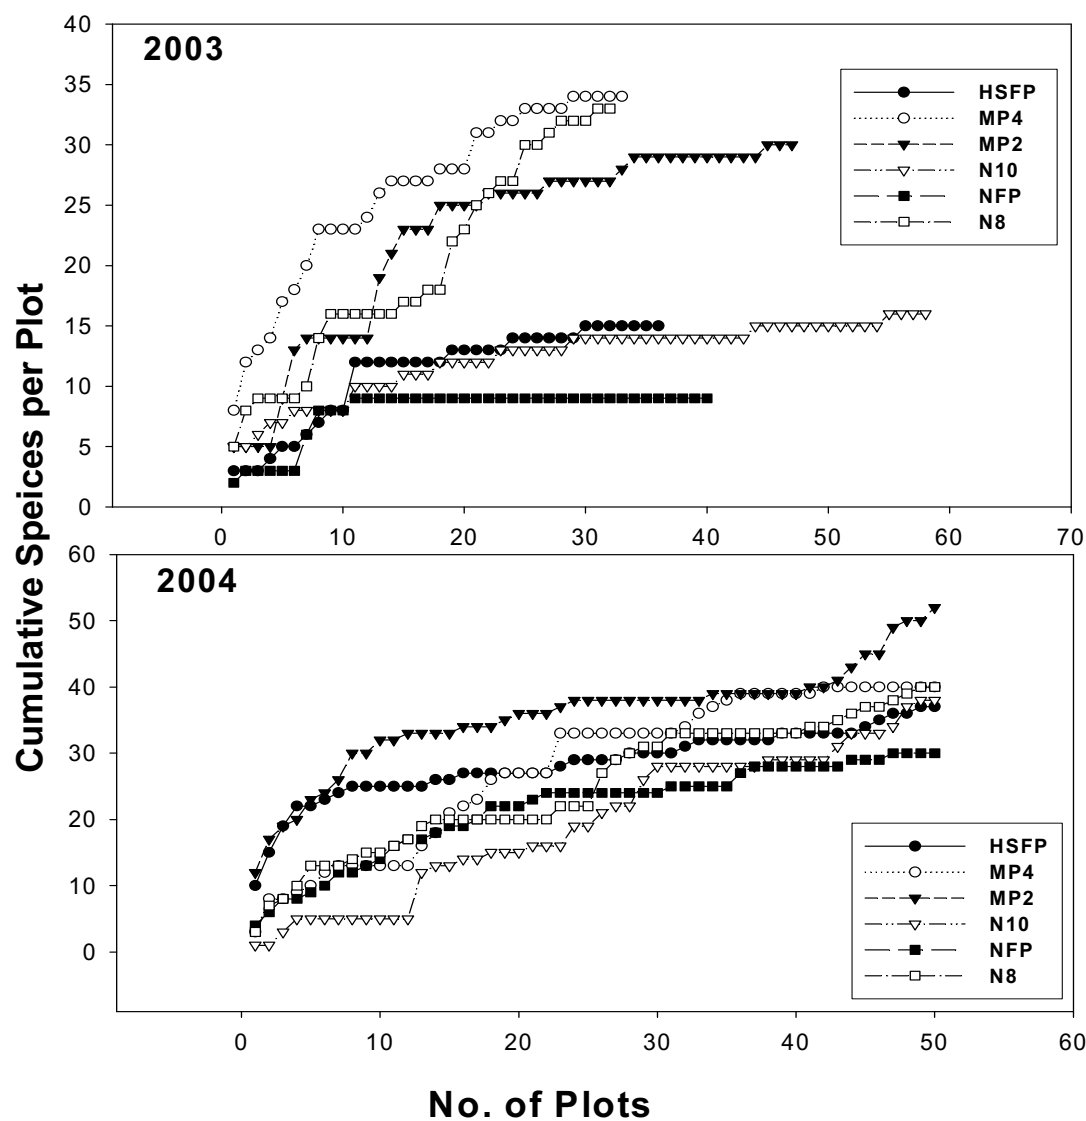 Cumulative Speices per Plot
2003
40
35
30
25
20
15
10
5
0
0 10 20 30 40 50 60 70
HSFP
MP4
MP2
N10
NFP
N8
2004
60
50
40
30
20
10
0
0 10 20 30 40 50 60
HSFP
MP4
MP2
N10
NFP
N8
No. of Plots